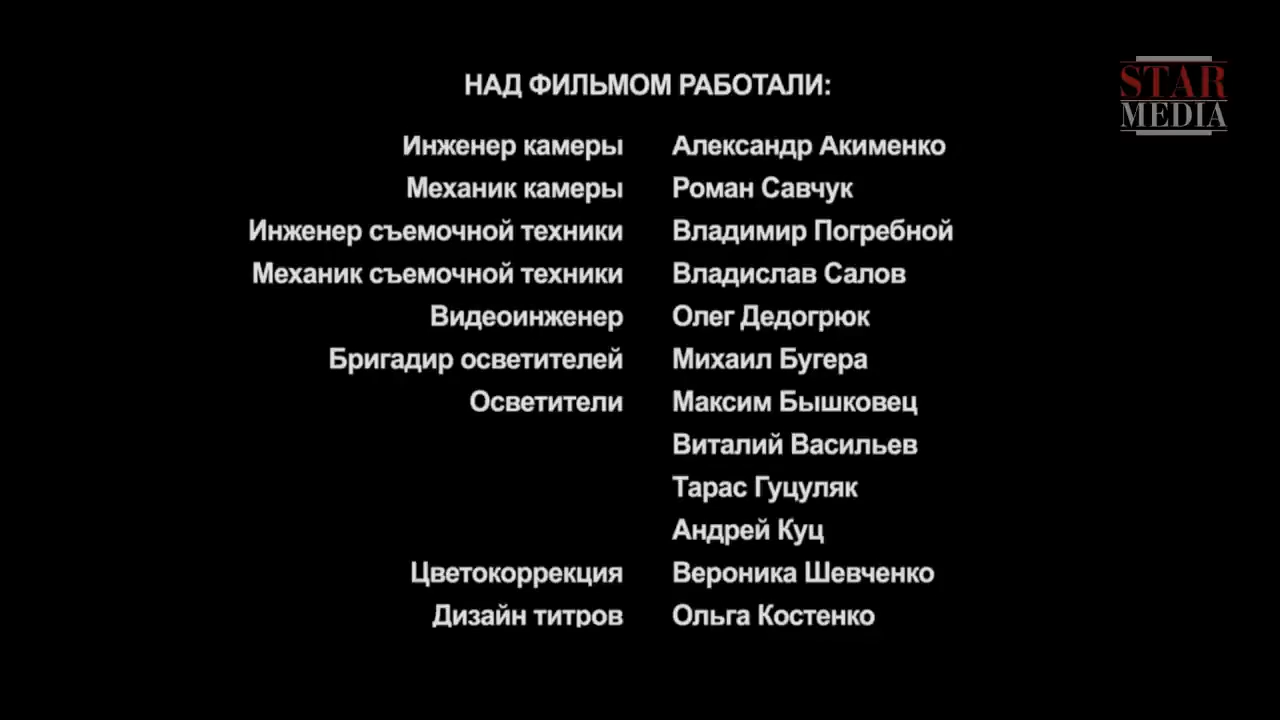 НАД ФИЛЬМОМ РАБОТАЛИ:
STAR
MEDIA
Инженер камеры Александр Акименко
Механик камеры Роман Савчук
Инженер съемочной техники Владимир Погребной
Механик съемочной техники Владислав Салов
Видеоинженер Олег Дедогрюк
Бригадир осветителей Михаил Бугера
Осветители Максим Бышковец
Виталий Васильев
Тарас Гуцуляк
Андрей Куц
Цветокоррекция Вероника Шевченко
Дизайн титров Ольга Костенко